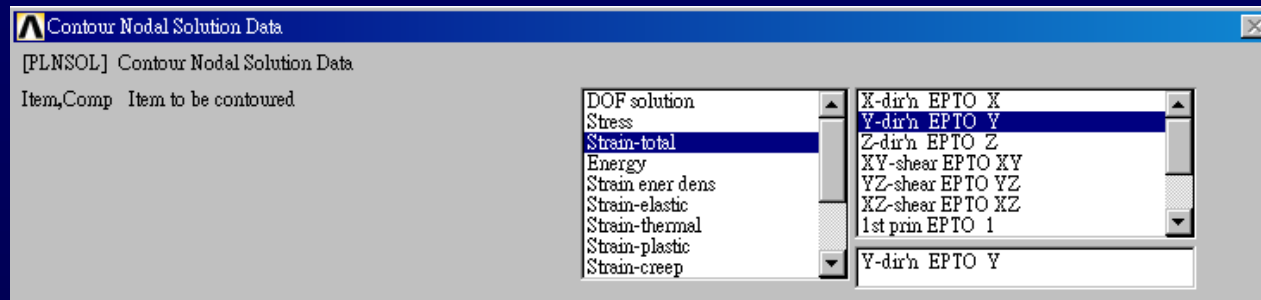 Contour Nodal Solution Data
[PLNSOL] Contour Nodal Solution Data
Item,Comp Item to be contoured
DOF solution
Stress
Strain-total
Energy
Strain ener dens
Strain-elastic
Strain-thermal
Strain-plastic
Strain-creep
X-dir'n EPTO X
Y-dir'n EPTO Y
Z-dir'n EPTO Z
XY-shear EPTO XY
YZ-shear EPTO YZ
XZ-shear EPTO XZ
1st prin EPTO 1
Y-dir'n EPTO Y